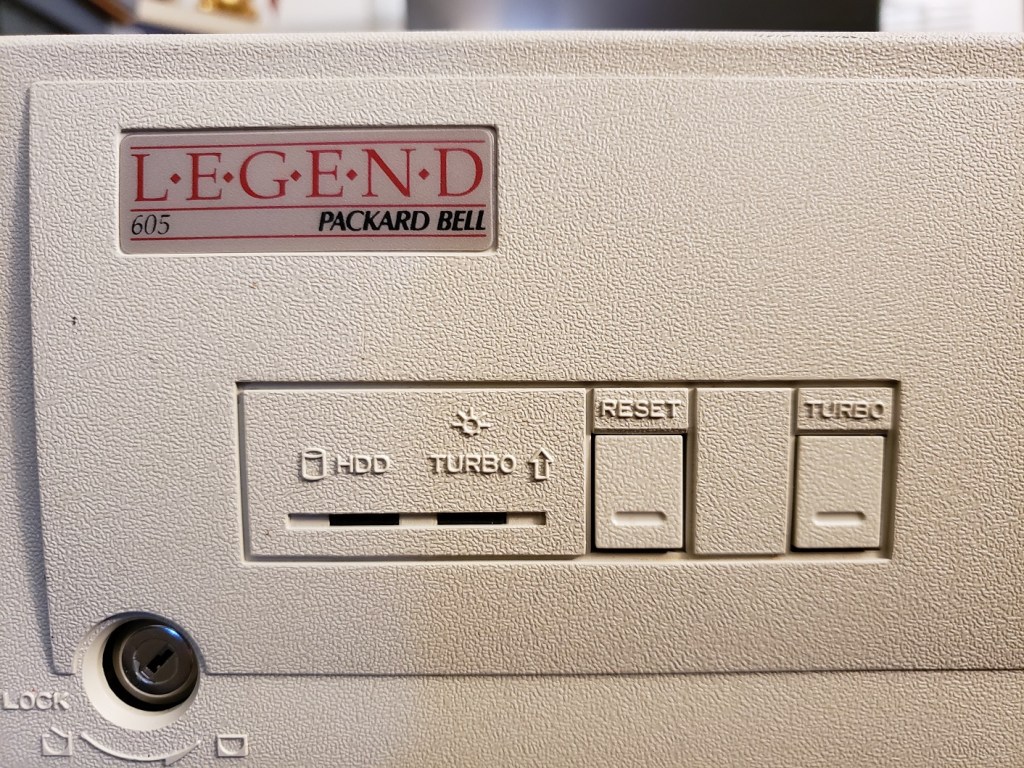 L·E·G·E·N·D
605 PACKARD BELL
RESET TURBO
HDD TURBO
LOCK